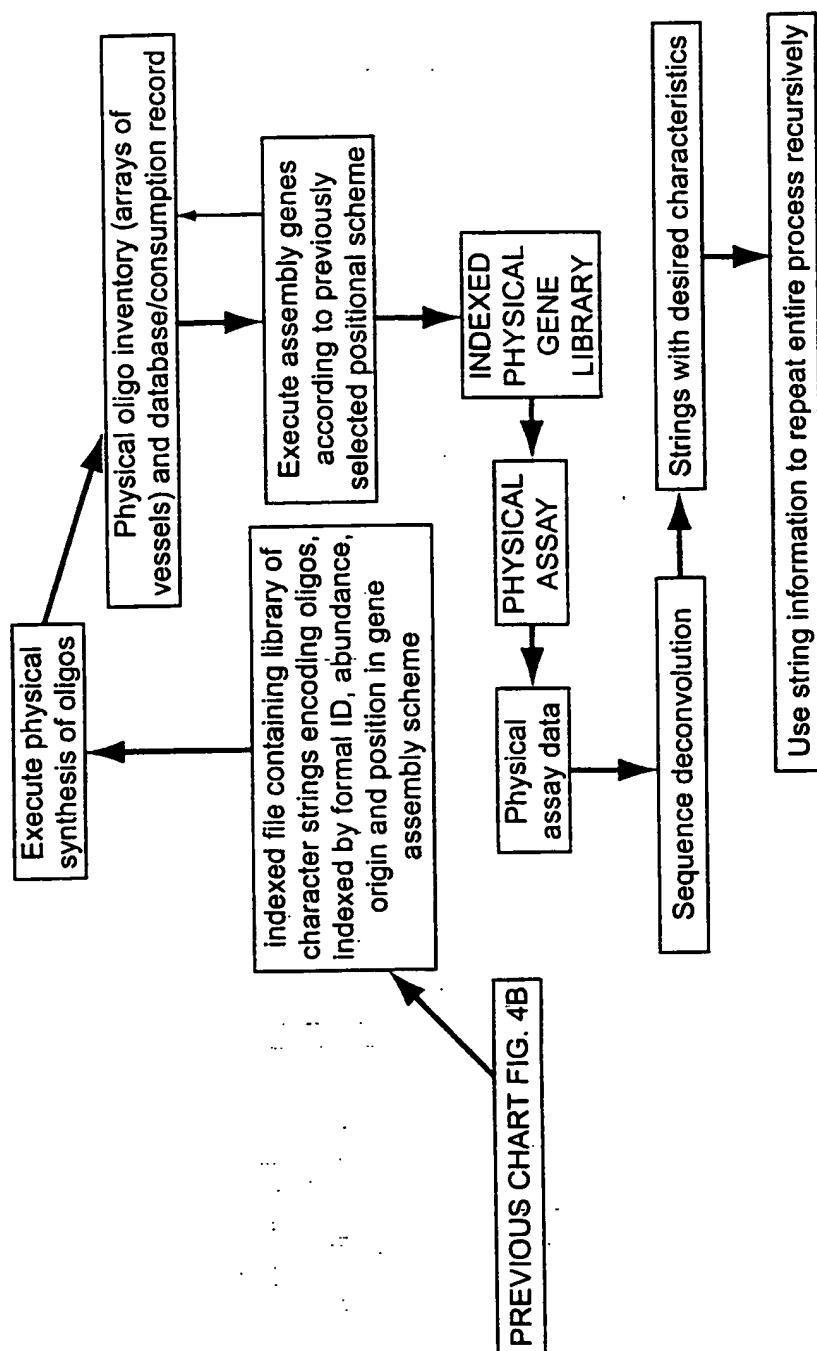 PREVIOUS CHART FIG. 4B
indexed file containing library of
character strings encoding oligos,
indexed by formal ID, abundance,
origin and position in gene
assembly scheme
Execute physical
synthesis of oligos
Physical oligo inventory (arrays of
vessels) and database/consumption record
Execute assembly genes
according to previously
selected positional scheme
INDEXED
PHYSICAL
GENE
LIBRARY
PHYSICAL
ASSAY
Physical
assay data
Sequence deconvolution
Strings with desired characteristics
Use string information to repeat entire process recursively